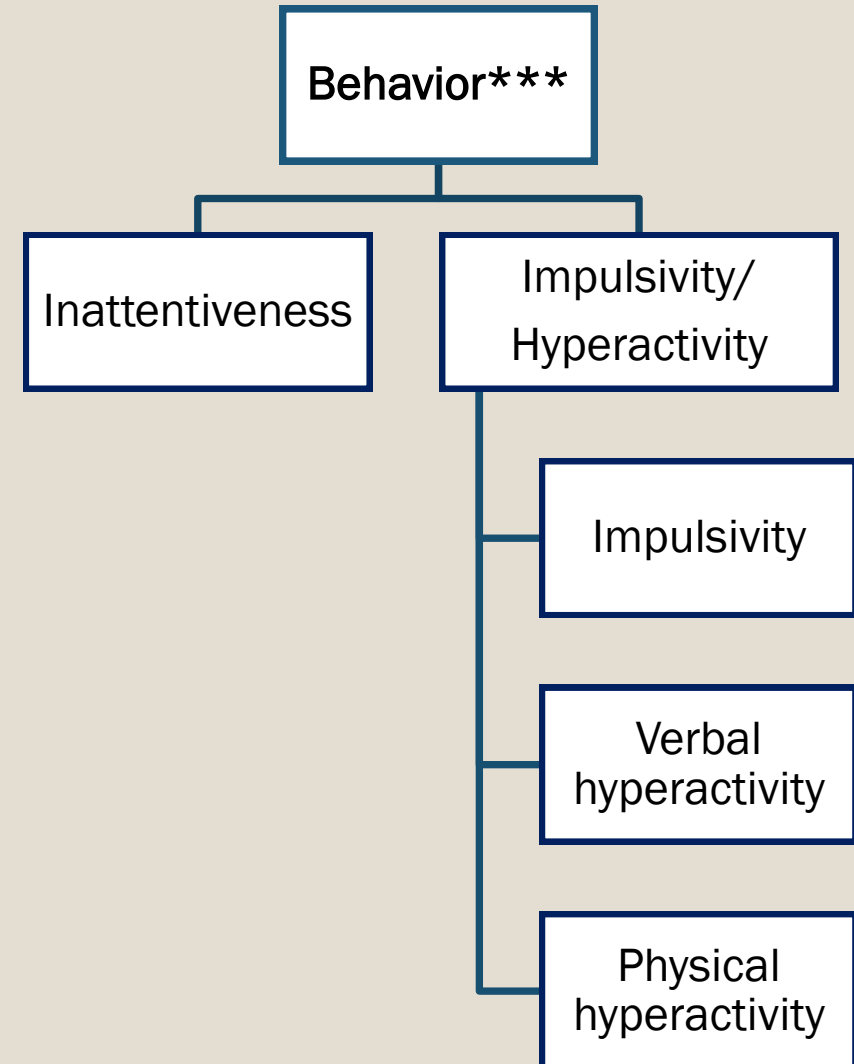 Behavior***
Inattentiveness
Impulsivity/
Hyperactivity
Impulsivity
Verbal
hyperactivity
Physical
hyperactivity